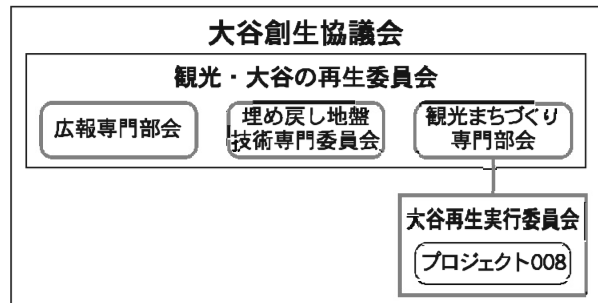 大谷創生協議会
観光・大谷の再生委員会
広報専門部会
埋め戻し地盤
技術専門委員会
観光まちづくり
専門部会
大谷再生実行委員会
プロジェクト008